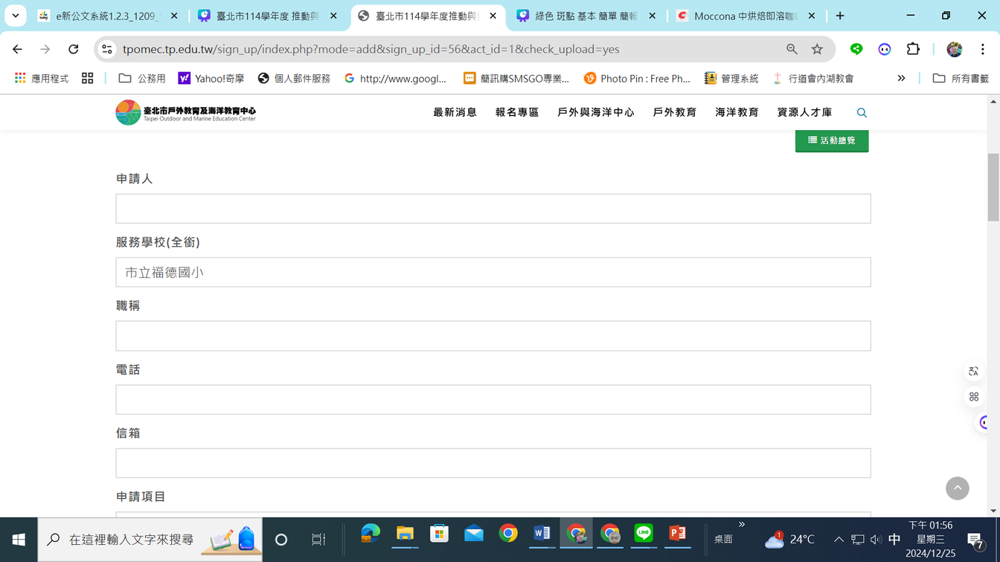 e新公文系統1.2.3_1209_
臺北市114學年度 推動與
臺北市114學年度推動與
綠色 斑點 基本 簡單 簡報
Moccona 中烘焙即溶咖
tpomec.tp.edu.tw/sign_up/index.php?mode=add&sign_up_id=56&act_id=1&check_upload=yes
應用程式
公務用
Yahoo!奇摩
個人郵件服務
http://www.googl...
簡訊購SMSGO專業...
Photo Pin : Free Ph...
管理系統
行道會內湖教會
所有書籤
臺北市戶外教育及海洋教育中心
Taipei Outdoor and Marine Education Center
最新消息
報名專區
戶外與海洋中心
戶外教育
海洋教育
資源人才庫
活動總覽
申請人
服務學校(全銜)
市立福德國小
職稱
電話
信箱
申請項目
在這裡輸入文字來搜尋
桌面
1
24°C
中
下午 01:56
星期三
2024/12/25
7